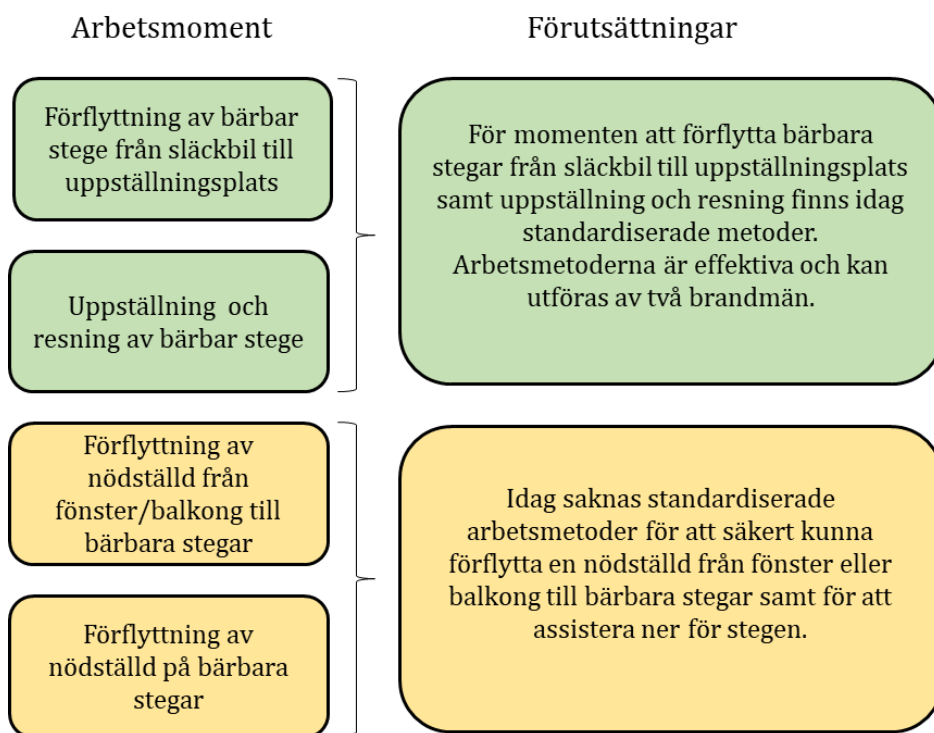 Arbetsmoment
Förutsättningar
Förflyttning av bärbar
stege från släckbil till
uppställningsplats
Uppställning och
resning av bärbar stege
För momenten att förflytta bärbara
stegar från släckbil till uppställningsplats
samt uppställning och resning finns idag
standardiserade metoder.
Arbetsmetoderna är effektiva och kan
utföras av två brandmän.
Förflyttning av
nödställd från
fönster/balkong till
bärbara stegar
Förflyttning av
nödställd på bärbara
stegar
Idag saknas standardiserade
arbetsmetoder för att säkert kunna
förflytta en nödställd från fönster eller
balkong till bärbara stegar samt för att
assistera ner för stegen.